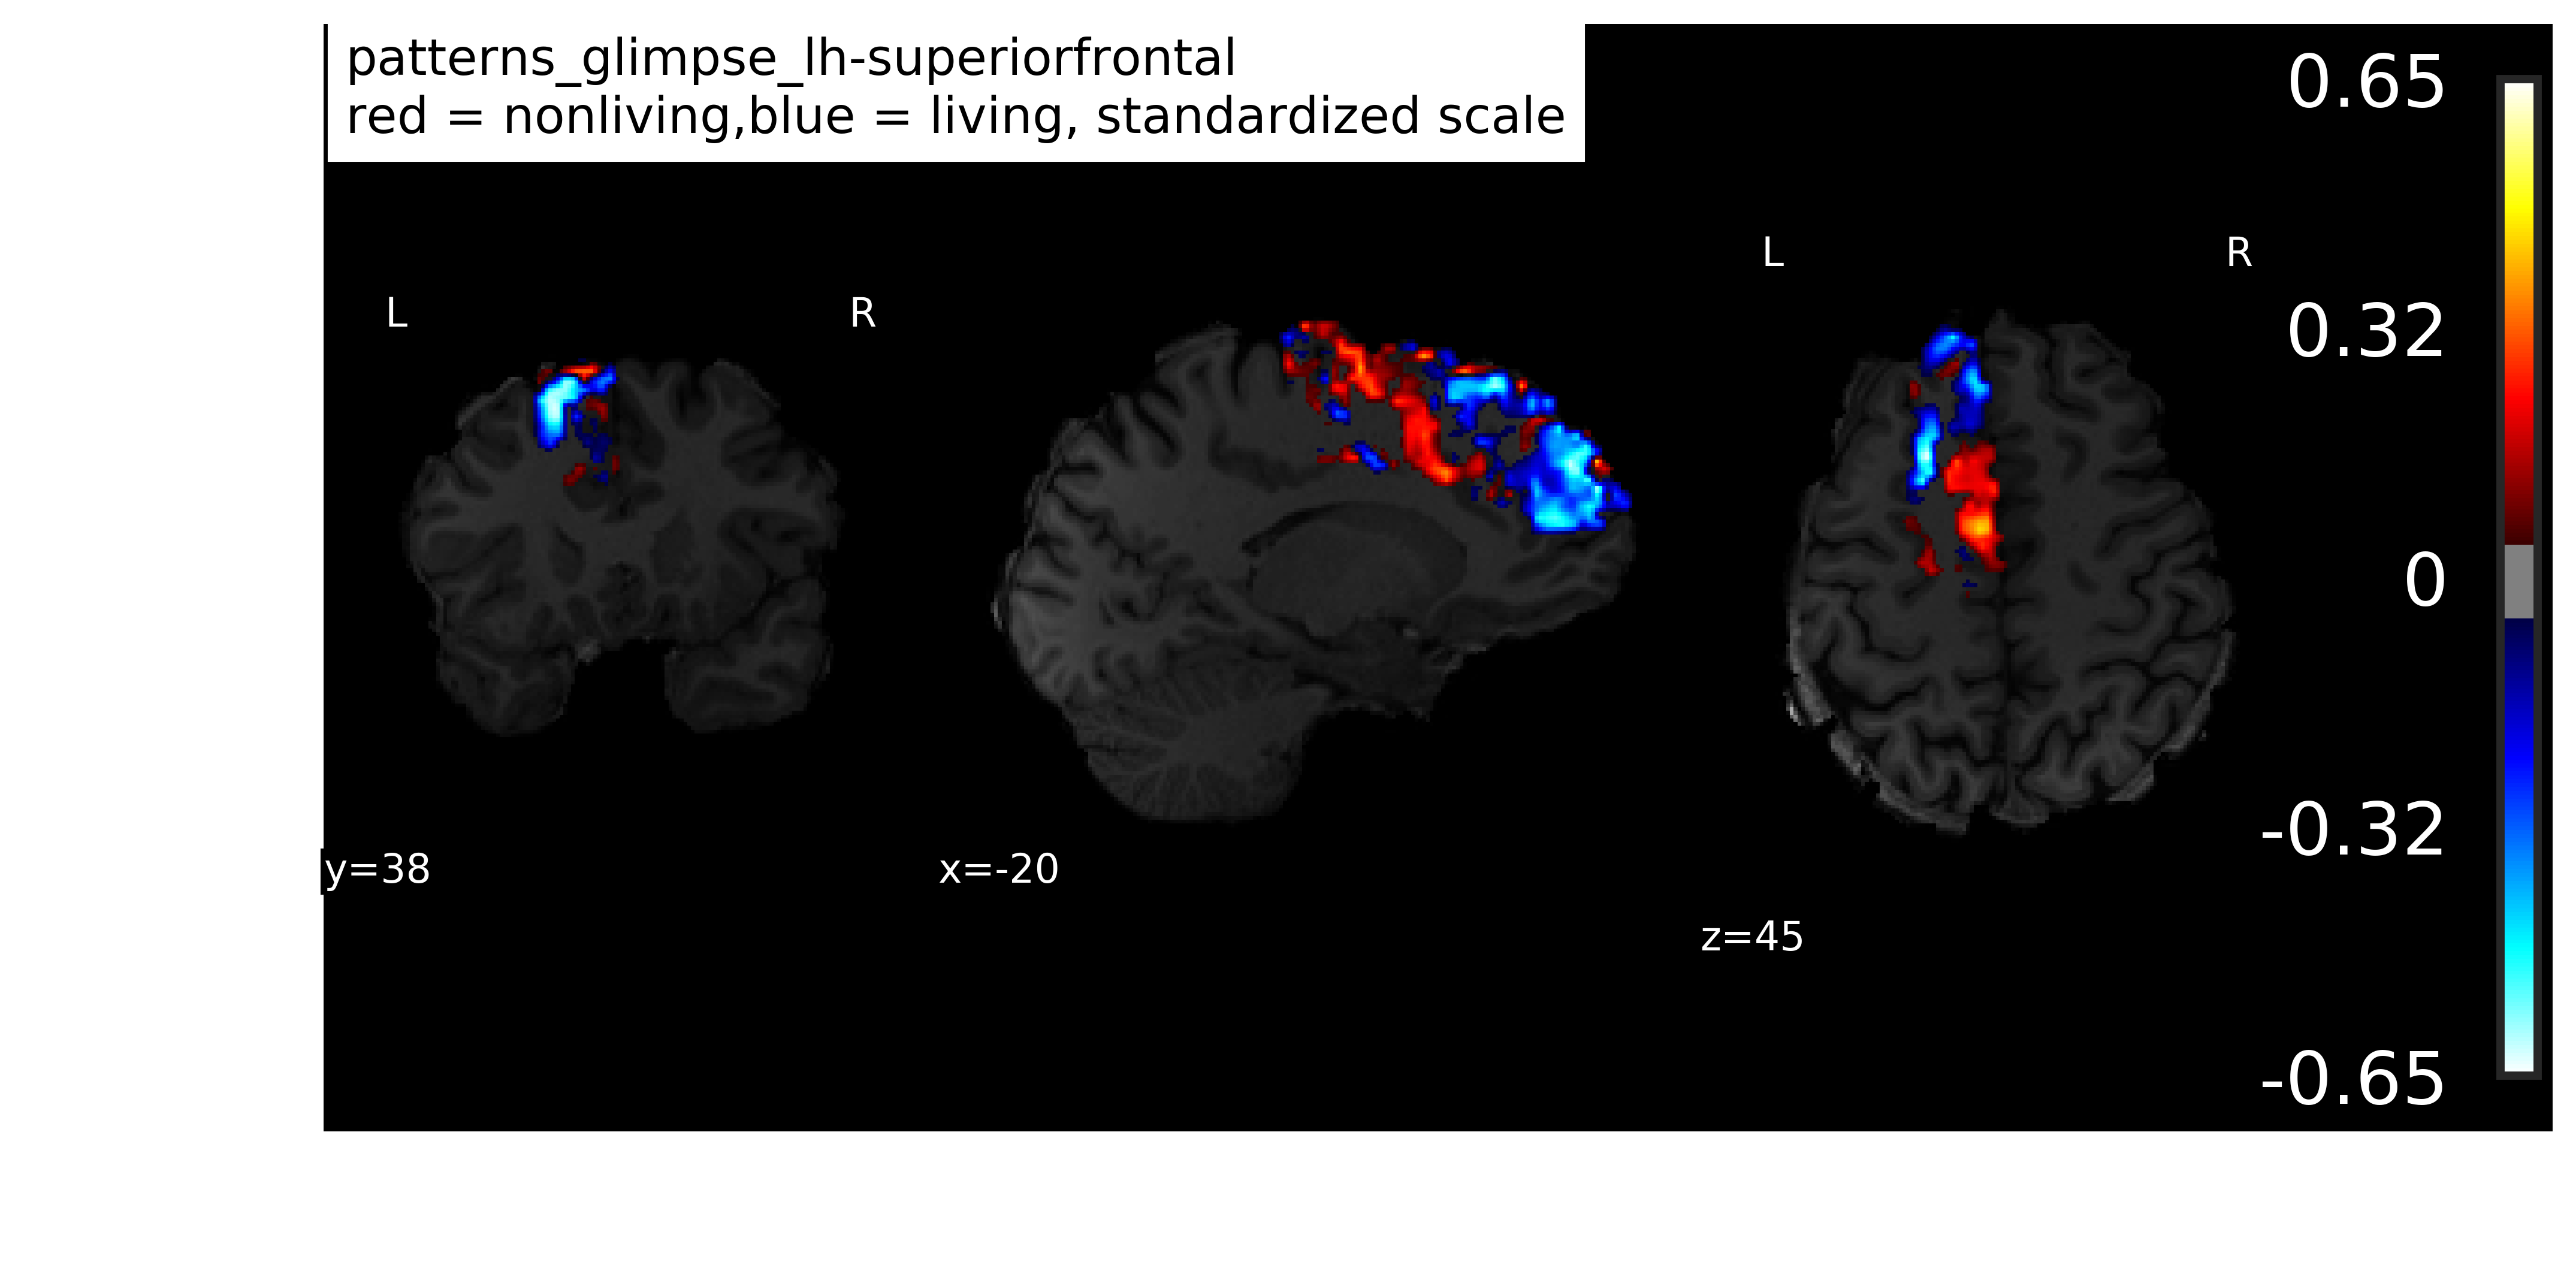 patterns_glimpse_lh-superiorfrontal
red = nonliving,blue = living, standardized scale
L
R
L
R
y=38
x=-20
z=45
0.65
0.32
0
-0.32
-0.65